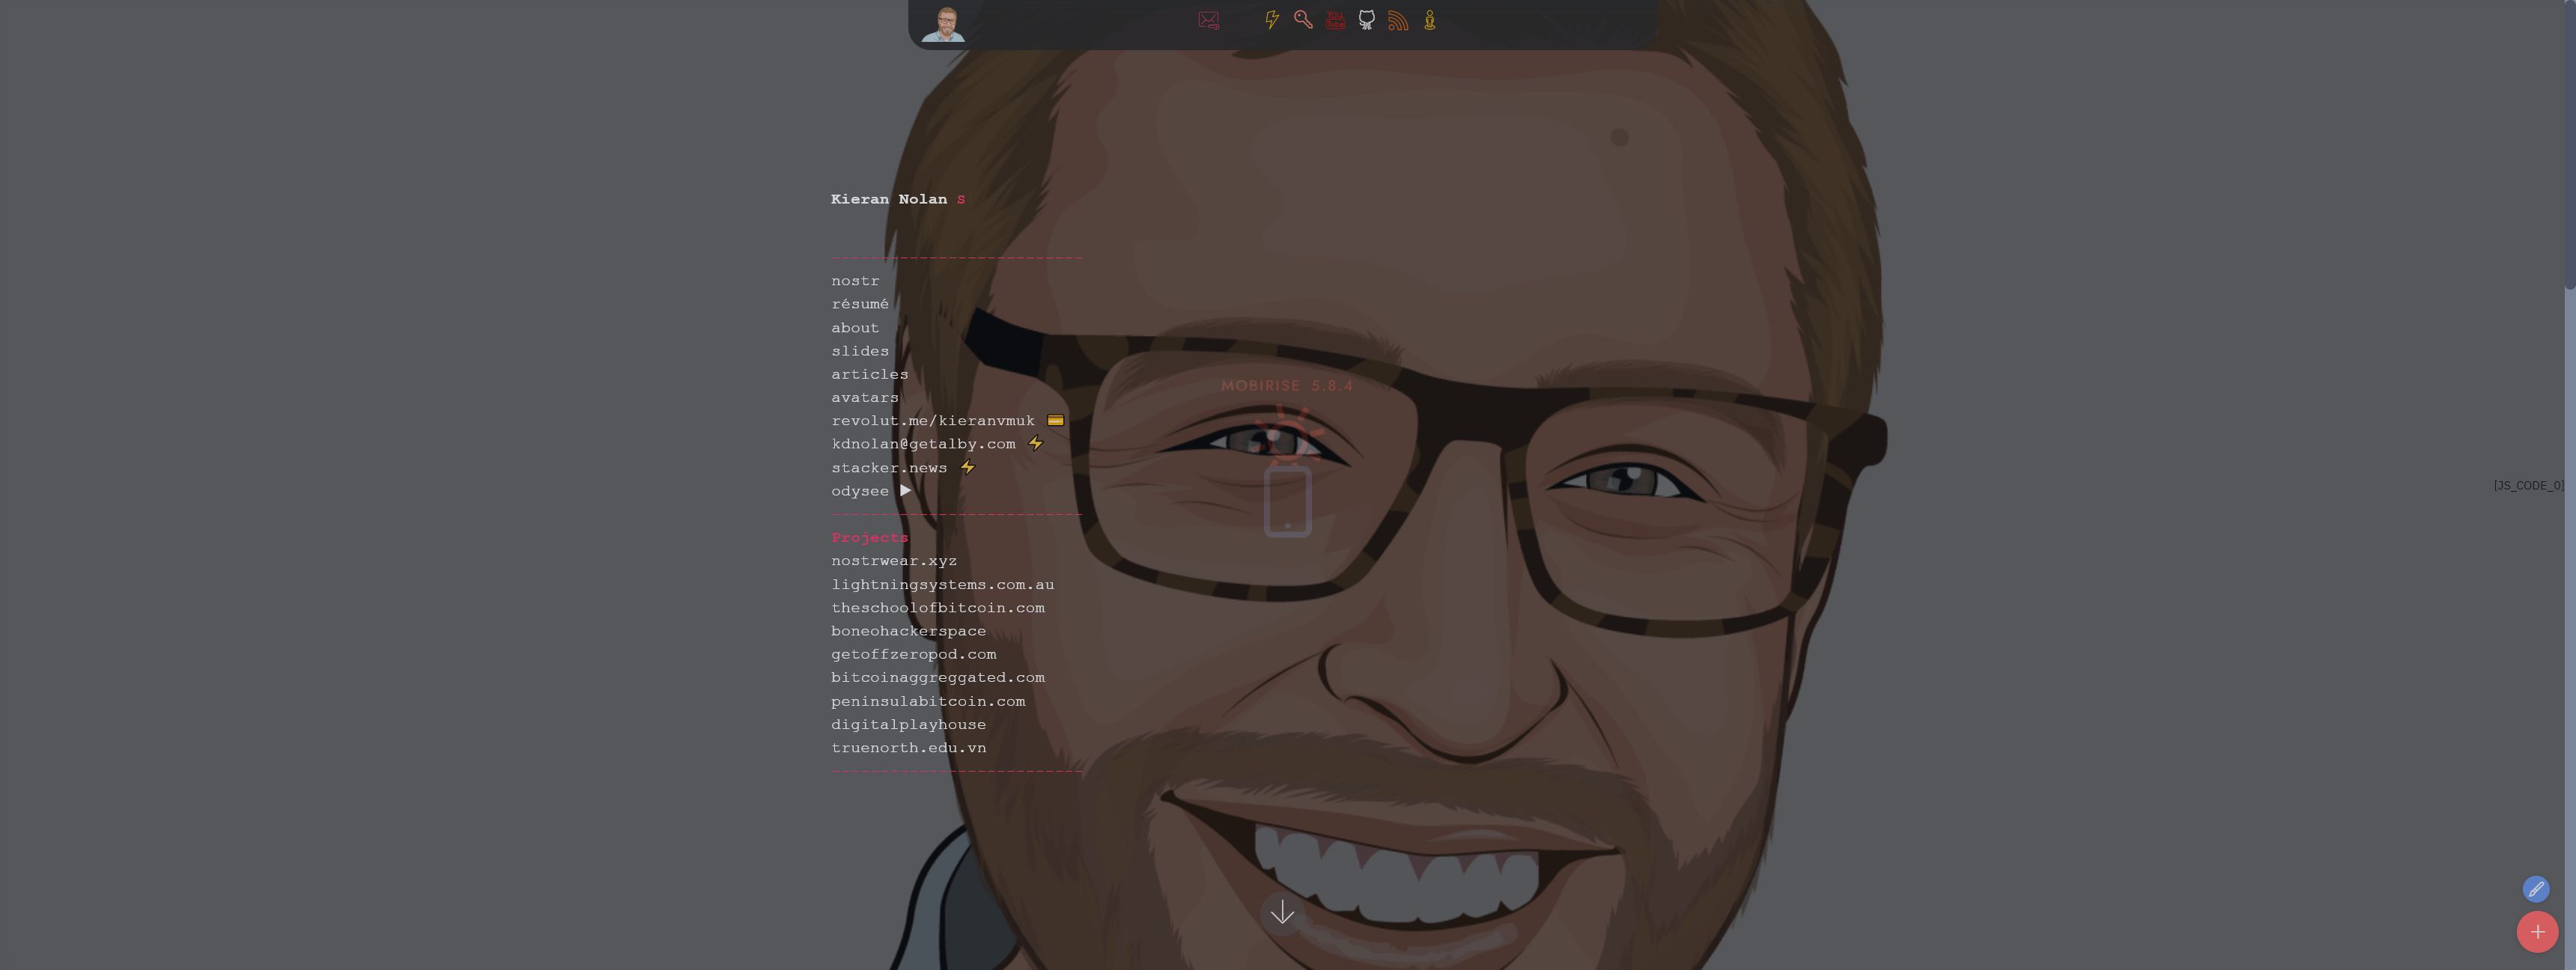 You Tube
Kieran Nolan S
--------------------------
nostr
résumé
about
slides
articles
avatars
revolut.me/kieranvmuk 💳
kdnolan@getalby.com ⚡
stacker.news ⚡
odysee ▶
--------------------------
Projects
nostrwear.xyz
lightningsystems.com.au
theschoolofbitcoin.com
boneohackerspace
getoffzeropod.com
bitcoinaggreggated.com
peninsulabitcoin.com
digitalplayhouse
truenorth.edu.vn
--------------------------
MOBIRISE 5.8.4
[JS_CODE_0]